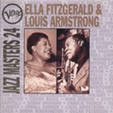 Verve
JAZZ MASTERS 24
ELLA FITZGERALD &
LOUIS ARMSTRONG